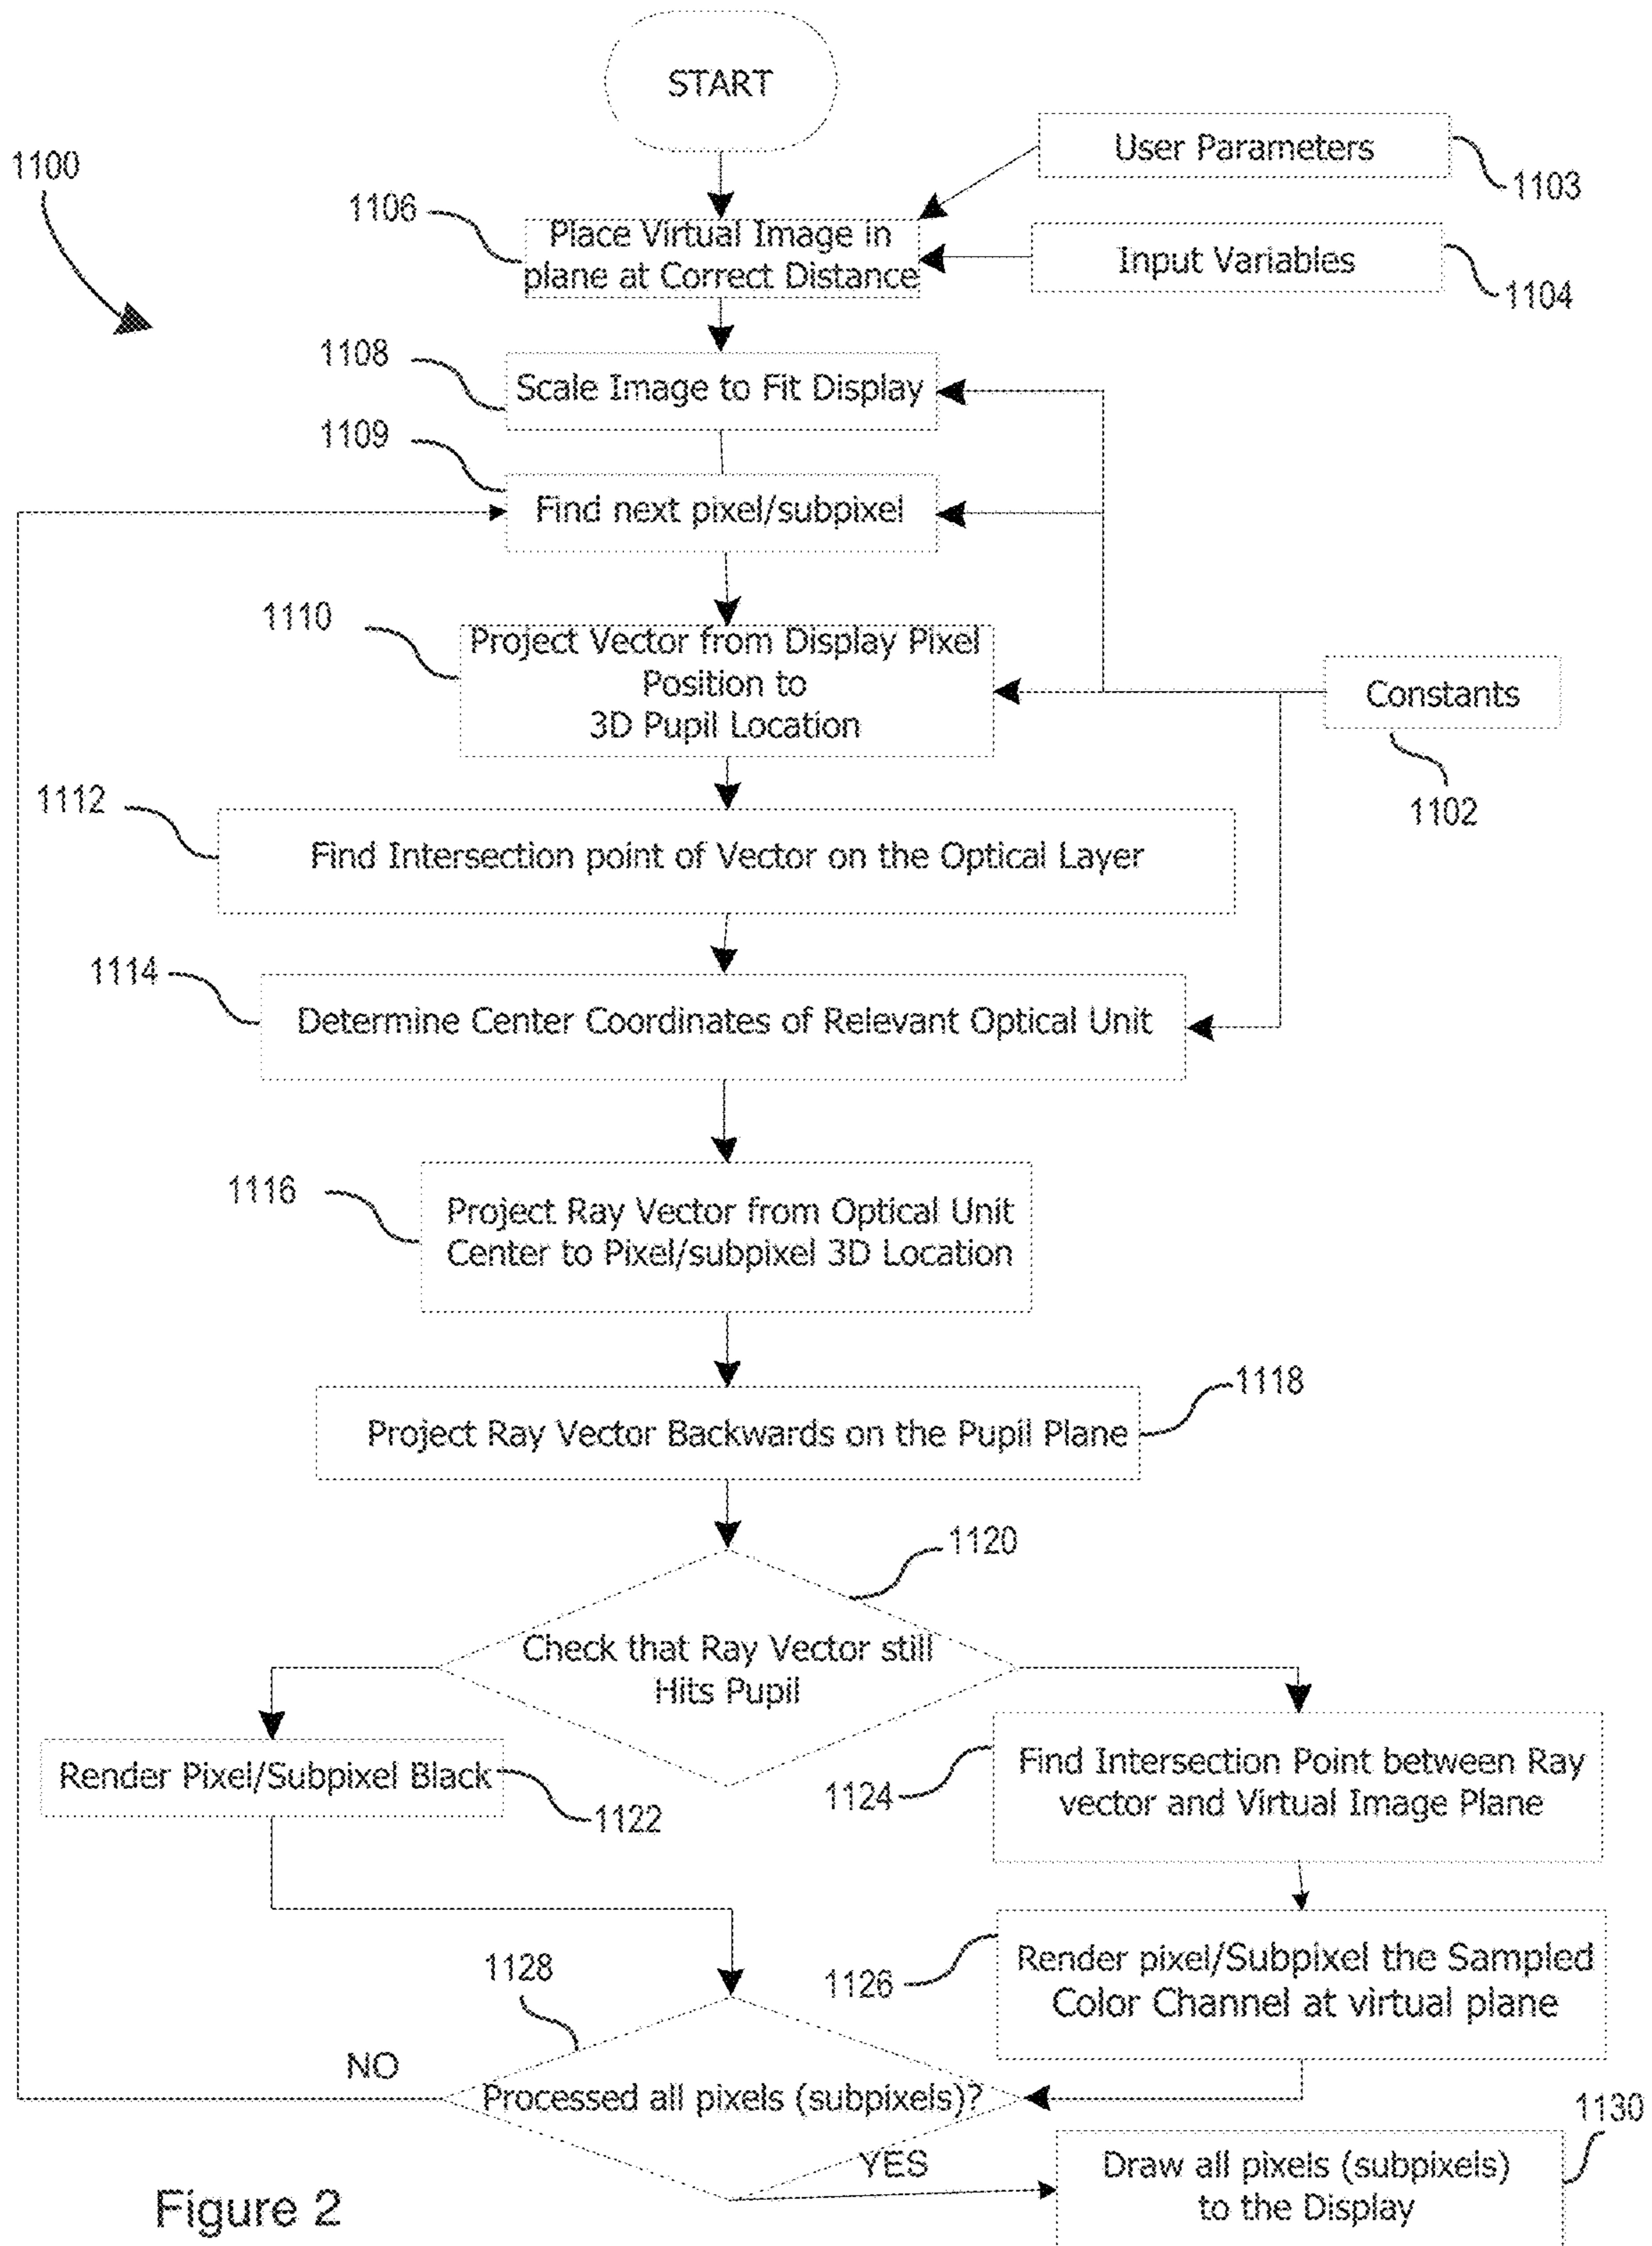 START
1100
User Parameters
1103
1106
Place Virtual Image in
plane at Correct Distance
Input Variables
1104
1108
Scale Image to Fit Display
1109
Find next pixel/subpixel
1110
Project Vector from Display Pixel
Position to
3D Pupil Location
Constants
1102
1112
Find Intersection point of Vector on the Optical Layer
1114
Determine Center Coordinates of Relevant Optical Unit
1116
Project Ray Vector from Optical Unit
Center to Pixel/subpixel 3D Location
1118
Project Ray Vector Backwards on the Pupil Plane
1120
Check that Ray Vector still
Hits Pupil
Render Pixel/Subpixel Black
1122
1124
Find Intersection Point between Ray
vector and Virtual Image Plane
1126
Render pixel/Subpixel the Sampled
Color Channel at virtual plane
1128
NO
Processed all pixels (subpixels)?
YES
1130
Draw all pixels (subpixels)
to the Display
Figure 2